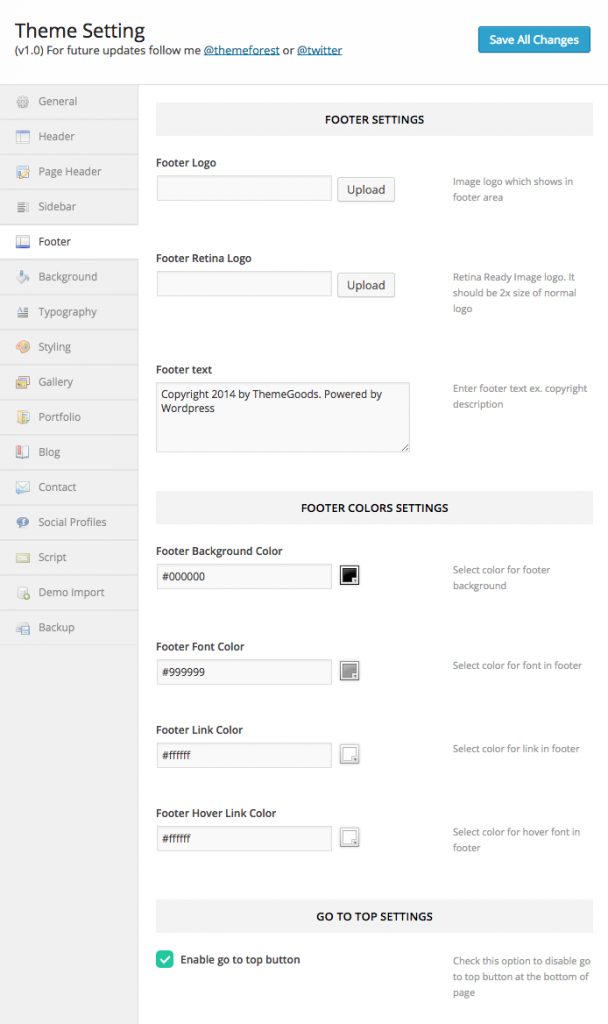 Theme Setting
(v1.0) For future updates follow me @themeforest or @twitter
Save All Changes
General
Header
Page Header
Sidebar
Footer
Background
Typography
Styling
Gallery
Portfolio
Blog
Contact
Social Profiles
Script
Demo Import
Backup
FOOTER SETTINGS
Footer Logo
Upload
Image logo which shows in
footer area
Footer Retina Logo
Upload
Retina Ready Image logo. It
should be 2x size of normal
logo
Footer text
Copyright 2014 by ThemeGoods. Powered by
Wordpress
Enter footer text ex. copyright
description
FOOTER COLORS SETTINGS
Footer Background Color
#000000
Select color for footer
background
Footer Font Color
#999999
Select color for font in footer
Footer Link Color
#ffffff
Select color for link in footer
Footer Hover Link Color
#ffffff
Select color for hover font in
footer
GO TO TOP SETTINGS
Enable go to top button
Check this option to disable go
to top button at the bottom of
page